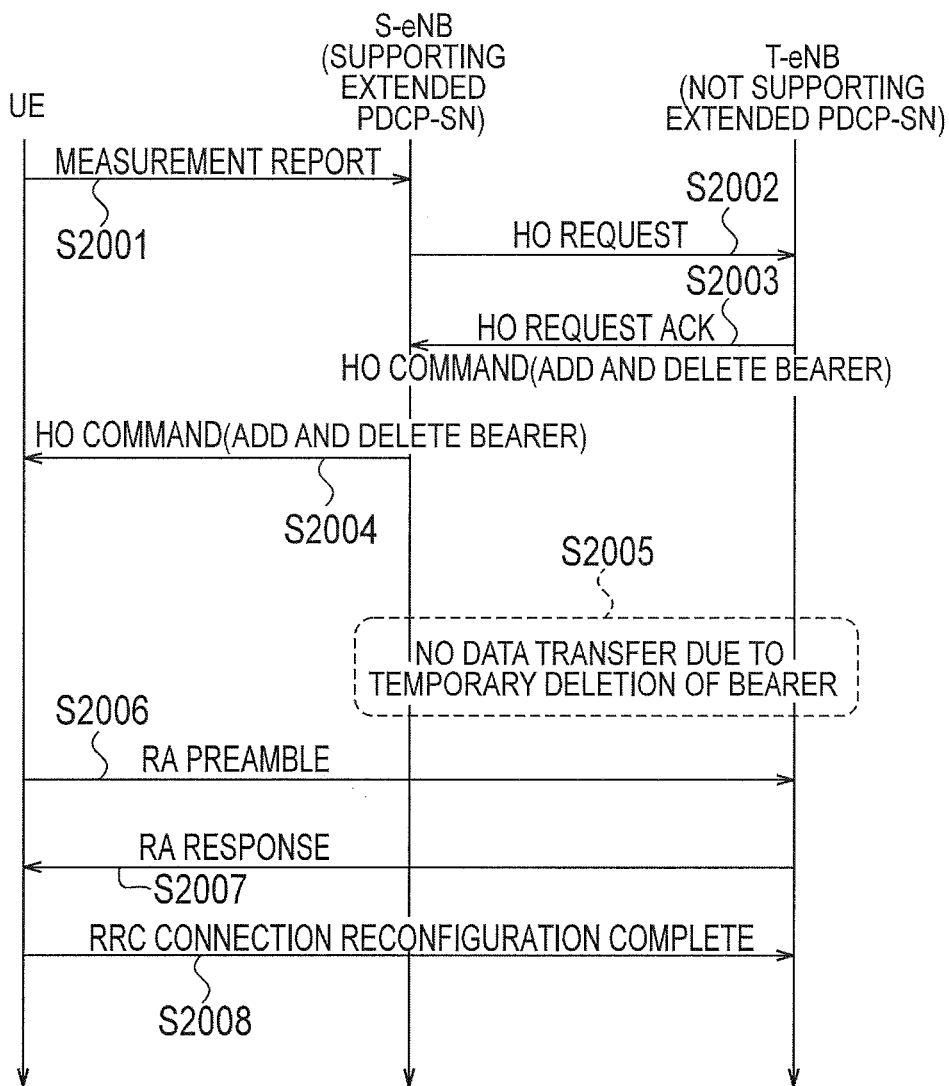 UE
S-eNB
(SUPPORTING
EXTENDED
PDCP-SN)
T-eNB
(NOT SUPPORTING
EXTENDED PDCP-SN)
MEASUREMENT REPORT
S2001
S2002
HO REQUEST
S2003
HO REQUEST ACK
HO COMMAND(ADD AND DELETE BEARER)
HO COMMAND(ADD AND DELETE BEARER)
S2004
S2005
NO DATA TRANSFER DUE TO
TEMPORARY DELETION OF BEARER
S2006
RA PREAMBLE
RA RESPONSE
S2007
RRC CONNECTION RECONFIGURATION COMPLETE
S2008